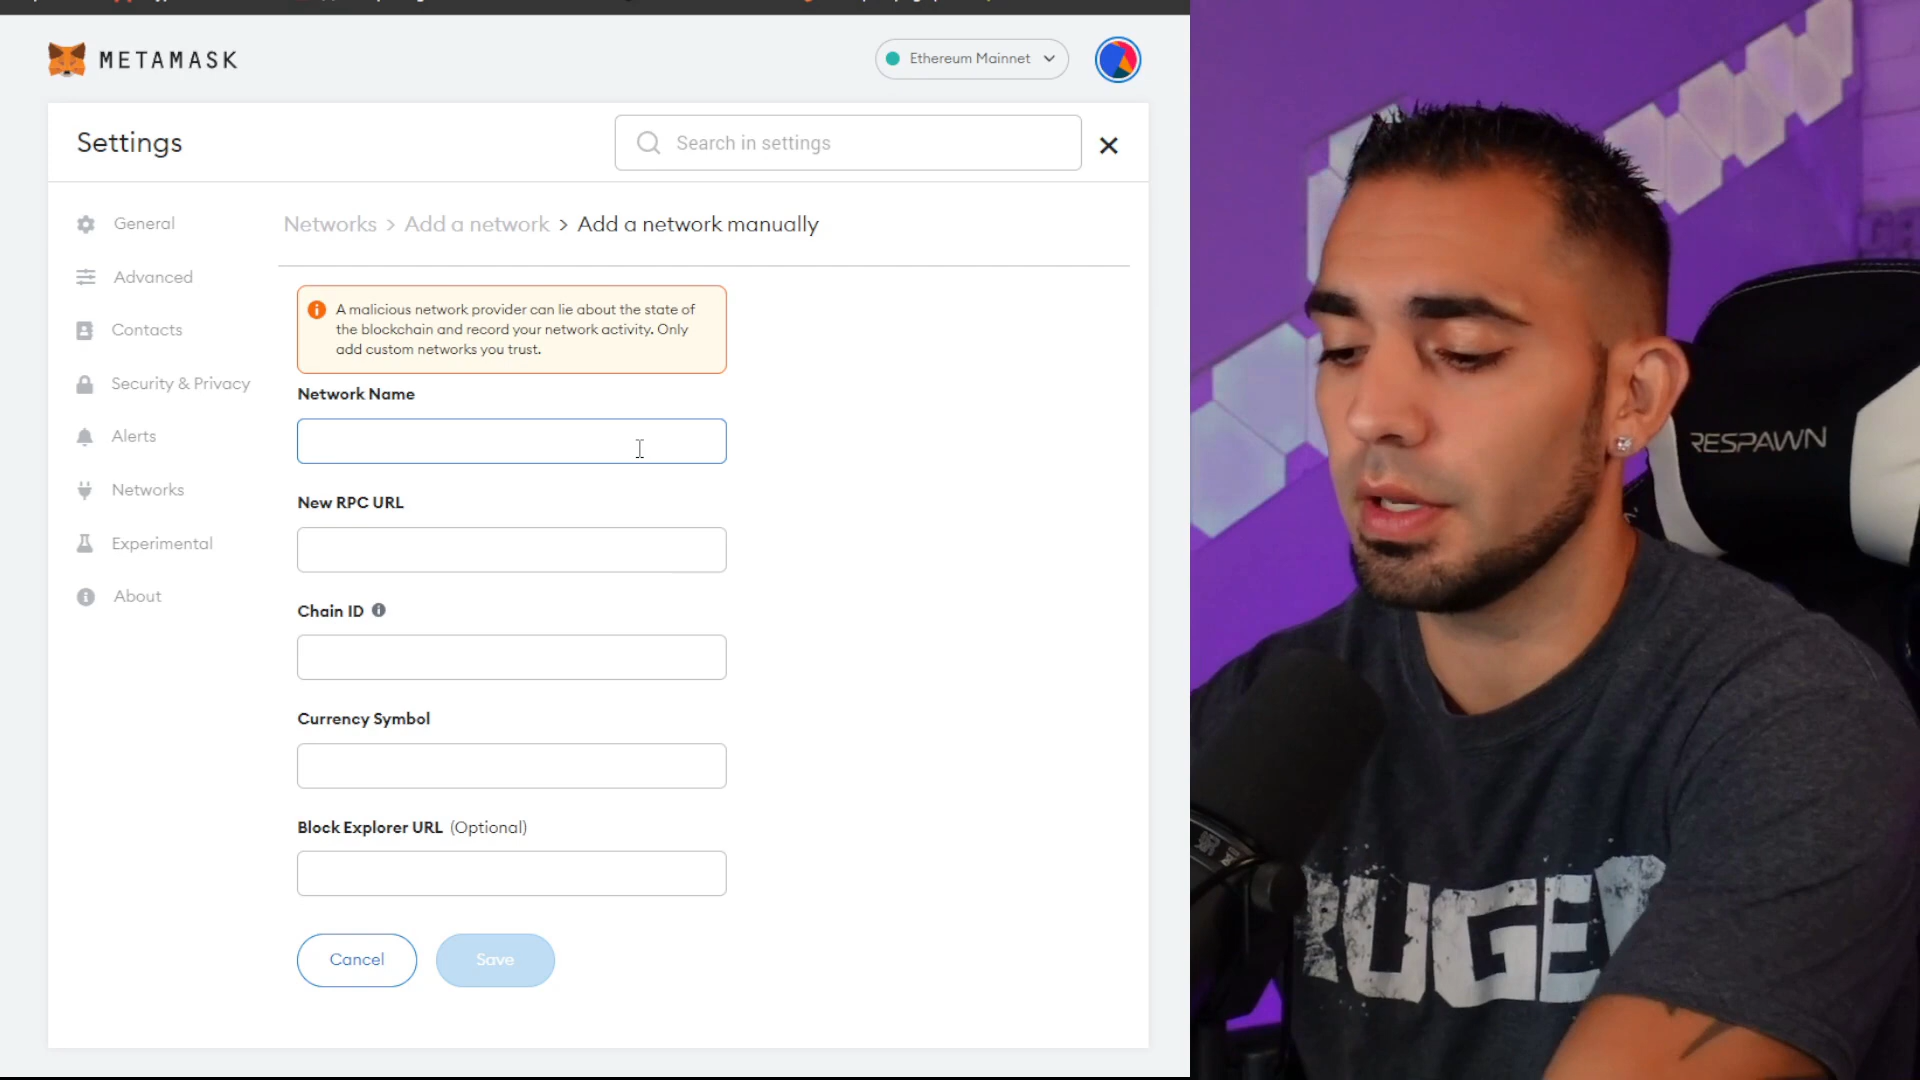 METAMASK
Ethereum Mainnet
Settings
Search in settings
General
Advanced
Contacts
Security & Privacy
Alerts
Networks
Experimental
About
Networks > Add a network > Add a network manually
A malicious network provider can lie about the state of
the blockchain and record your network activity. Only
add custom networks you trust.
Network Name
New RPC URL
Chain ID
Currency Symbol
Block Explorer URL (Optional)
Cancel
Save
RESPAWN